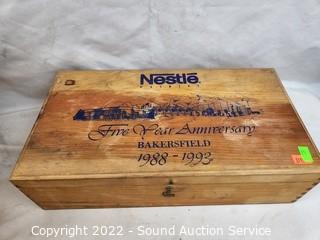 Nestlé
Five Year Anniversary
BAKERSFIELD
1988 - 1993
Copyright 2022 - Sound Auction Service